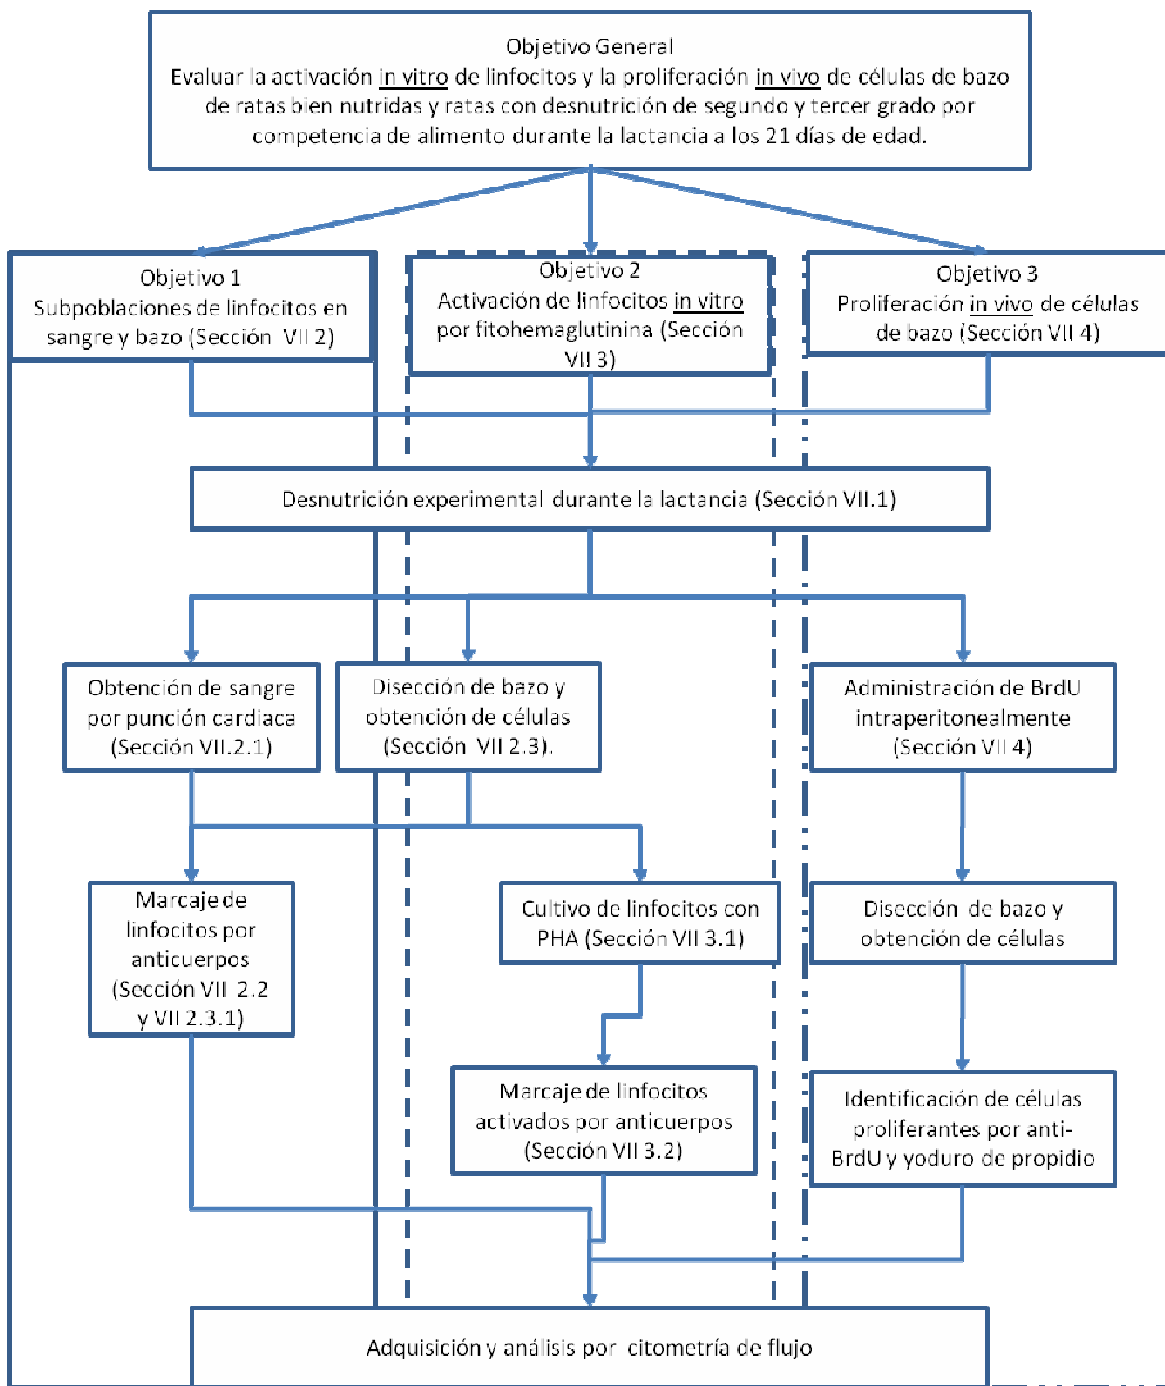 Objetivo General
Evaluar la activación in vitro de linfocitos y la proliferación in vivo de células de bazo
de ratas bien nutridas y ratas con desnutrición de segundo y tercer grado por
competencia de alimento durante la lactancia a los 21 días de edad.
Objetivo 1
Subpoblaciones de linfocitos en
sangre y bazo (Sección VII 2)
Objetivo 2
Activación de linfocitos in vitro
por fitohemaglutinina (Sección
VII 3)
Objetivo 3
Proliferación in vivo de células
de bazo (Sección VII 4)
Desnutrición experimental durante la lactancia (Sección VII.1)
Obtención de sangre
por punción cardiaca
(Sección VII.2.1)
Disección de bazo y
obtención de células
(Sección VII 2.3).
Administración de BrdU
intraperitonealmente
(Sección VII 4)
Marcaje de
linfocitos por
anticuerpos
(Sección VII 2.2
y VII 2.3.1)
Cultivo de linfocitos con
PHA (Sección VII 3.1)
Disección de bazo y
obtención de células
Marcaje de linfocitos
activados por anticuerpos
(Sección VII 3.2)
Identificación de células
proliferantes por anti-
BrdU y yoduro de propidio
Adquisición y análisis por citometría de flujo